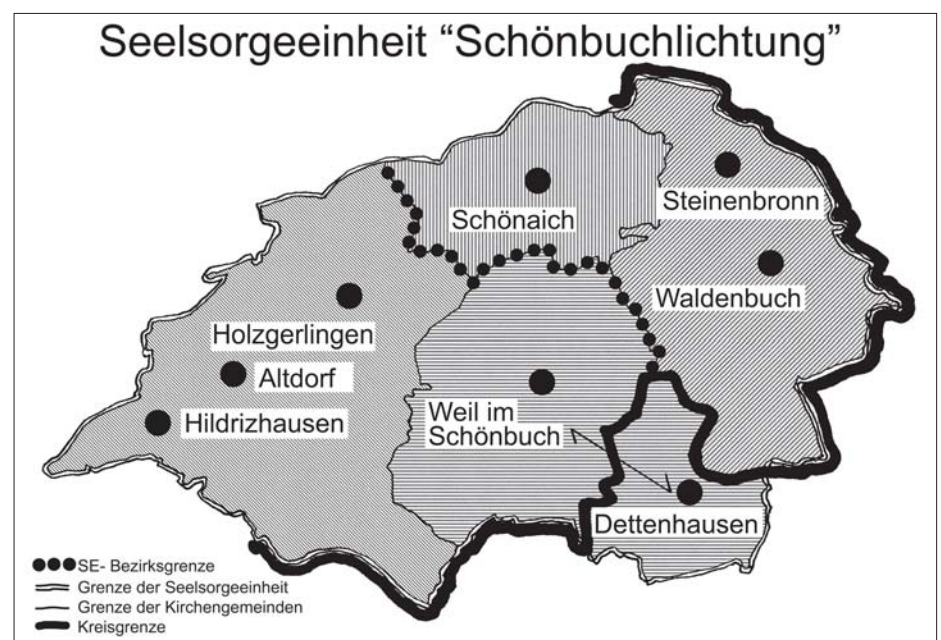 Seelsorgeeinheit “Schönbuchlichtung”
Steinenbronn
Schönaich
Waldenbuch
Holzgerlingen
Altdorf
Hildrizhausen
Weil im
Schönbuch
Dettenhausen
SE- Bezirksgrenze
Grenze der Seelsorgeeinheit
Grenze der Kirchengemeinden
Kreisgrenze